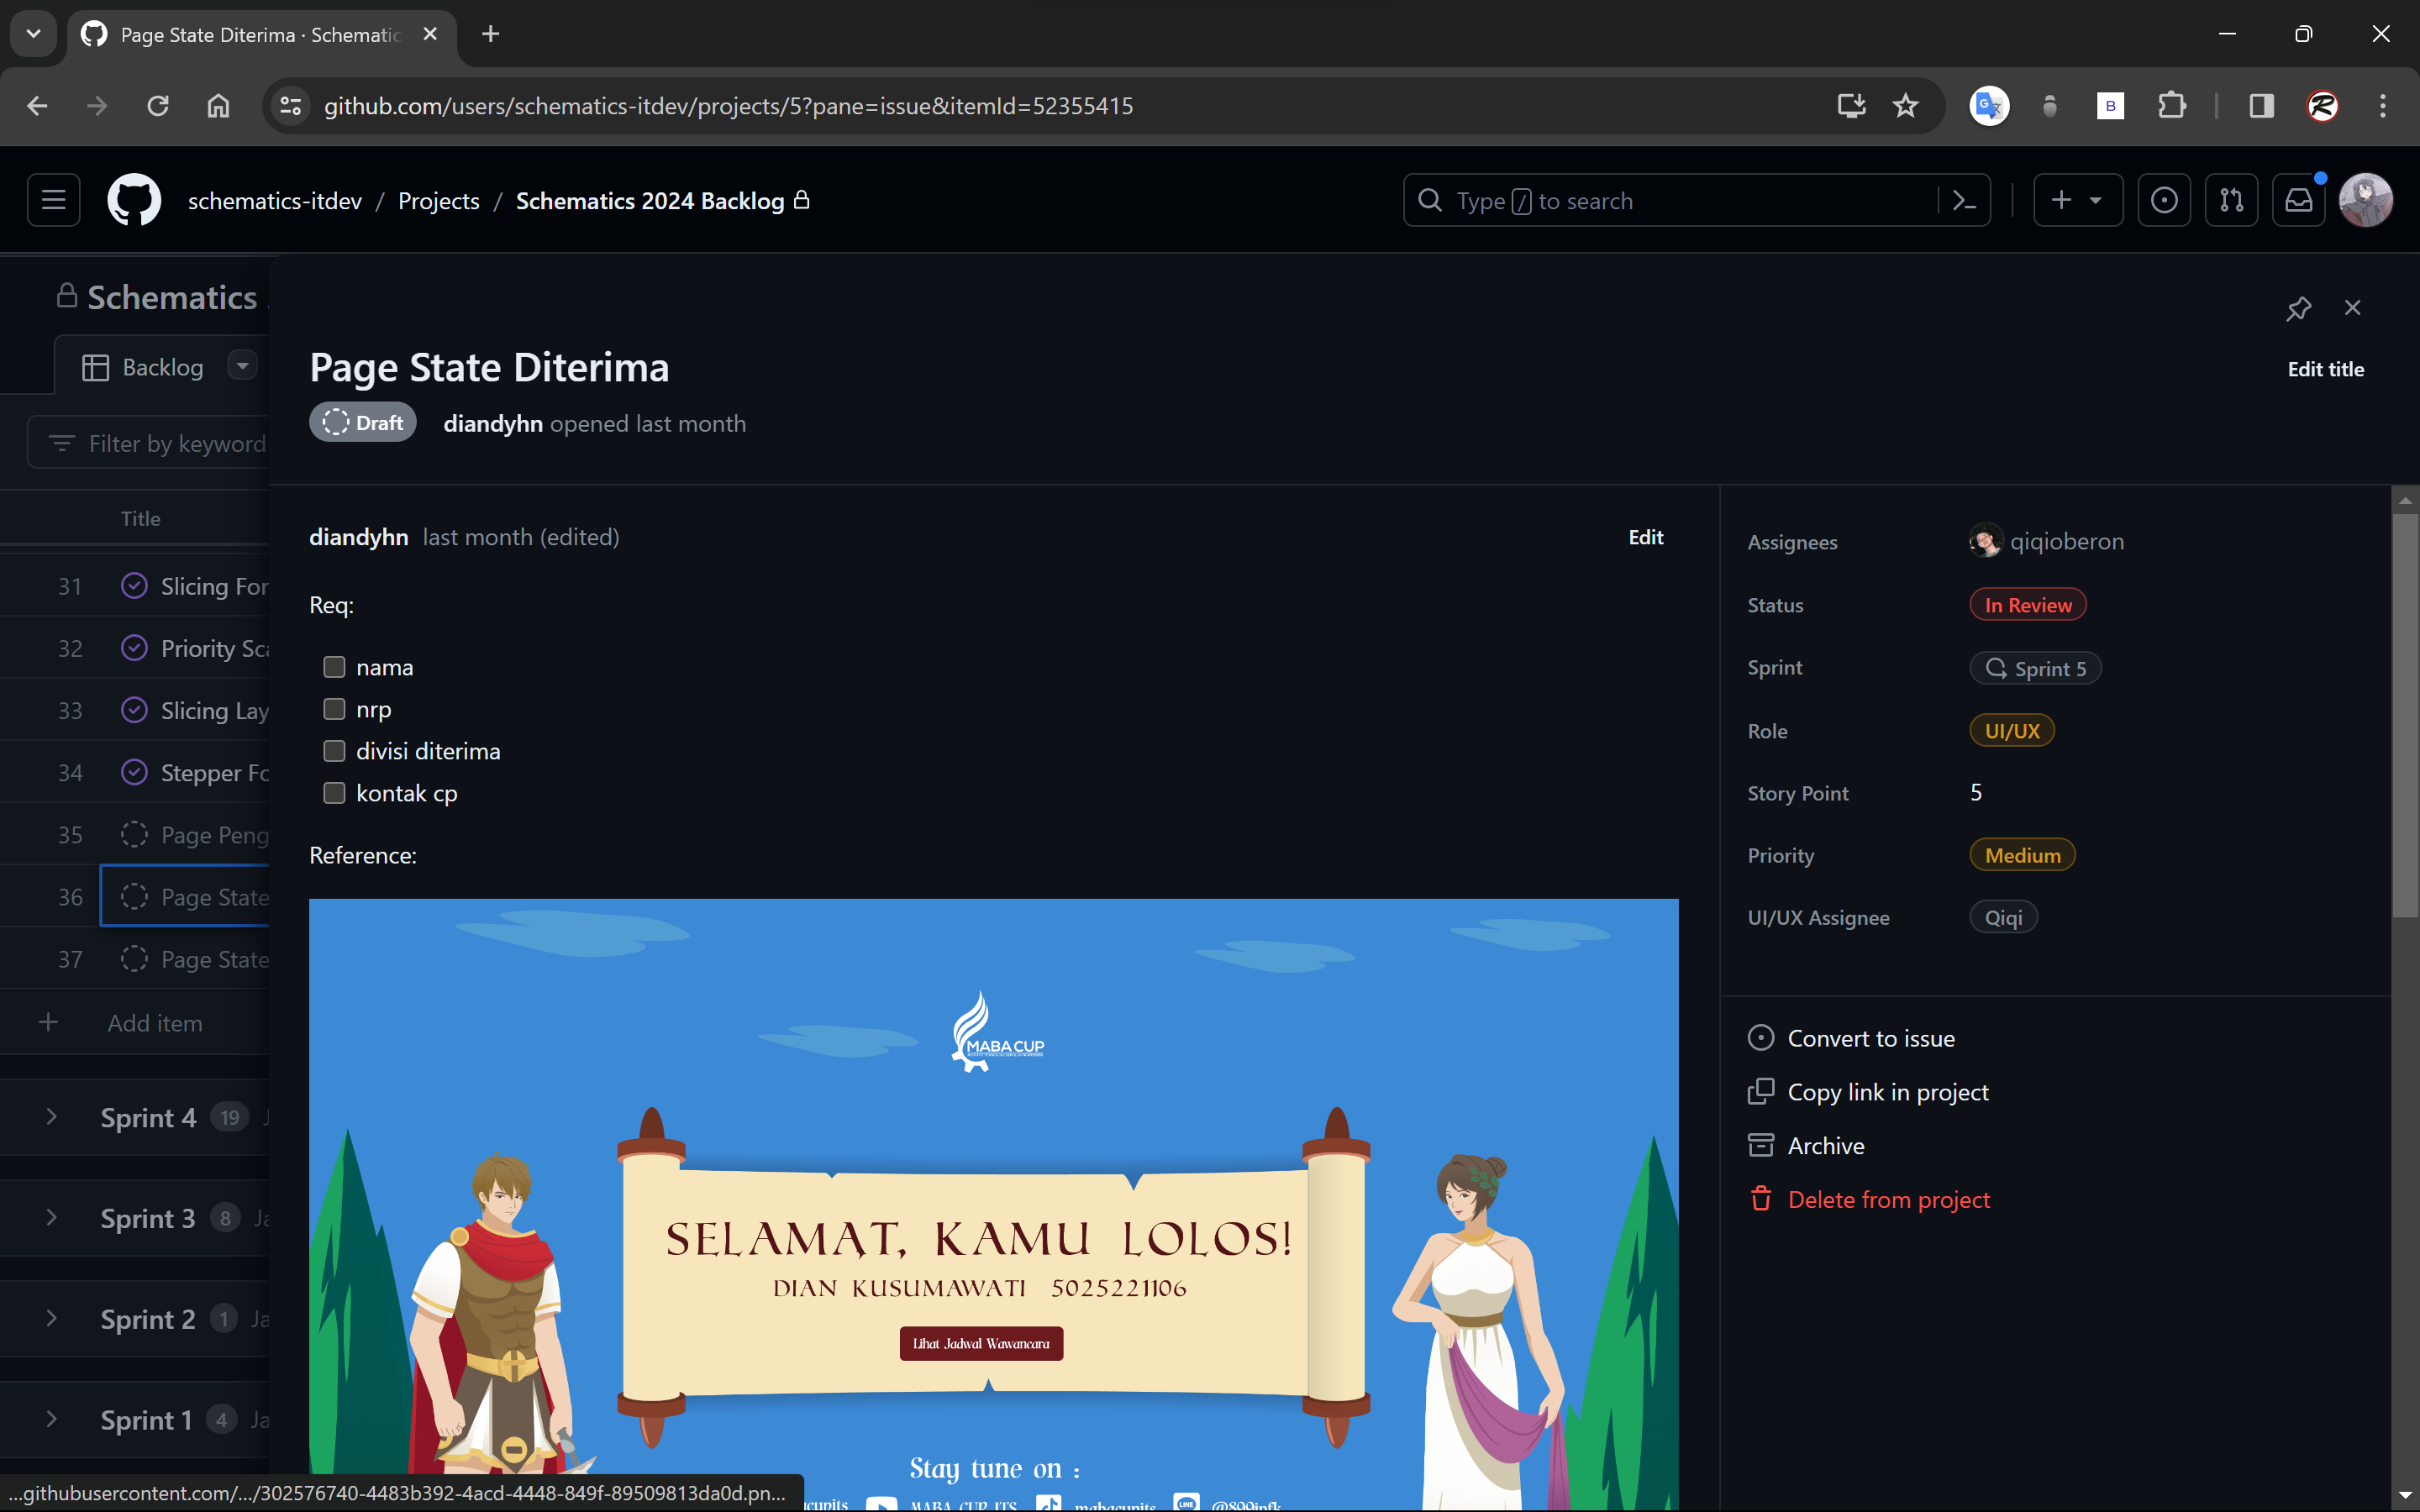 Page State Diterima · Schematic
github.com/users/schematics-itdev/projects/5?pane=issue&itemId=52355415
schematics-itdev / Projects / Schematics 2024 Backlog
Type / to search
Schematics
Backlog
Filter by keyword
Title
31 Slicing For
32 Priority Sca
33 Slicing Lay
34 Stepper Fo
35 Page Peng
36 Page State
37 Page State
Add item
Sprint 4 19 J
Sprint 3 8 Ja
Sprint 2 1 Ja
Sprint 1 4 Ja
Page State Diterima
Edit title
Draft diandyhn opened last month
diandyhn last month (edited)
Edit
Req:
nama
nrp
divisi diterima
kontak cp
Reference:
MABA CUP
SELAMAT, KAMU LOLOS!
DIAN KUSUMAWATI 5025221106
Lihat Jadwal Wawancara
Stay tune on :
MABA CUP ITS mabacupits LINE
Assignees qiqioberon
Status In Review
Sprint Sprint 5
Role UI/UX
Story Point 5
Priority Medium
UI/UX Assignee Qiqi
Convert to issue
Copy link in project
Archive
Delete from project
...githubusercontent.com/.../302576740-4483b392-4acd-4448-849f-89509813da0d.pn...